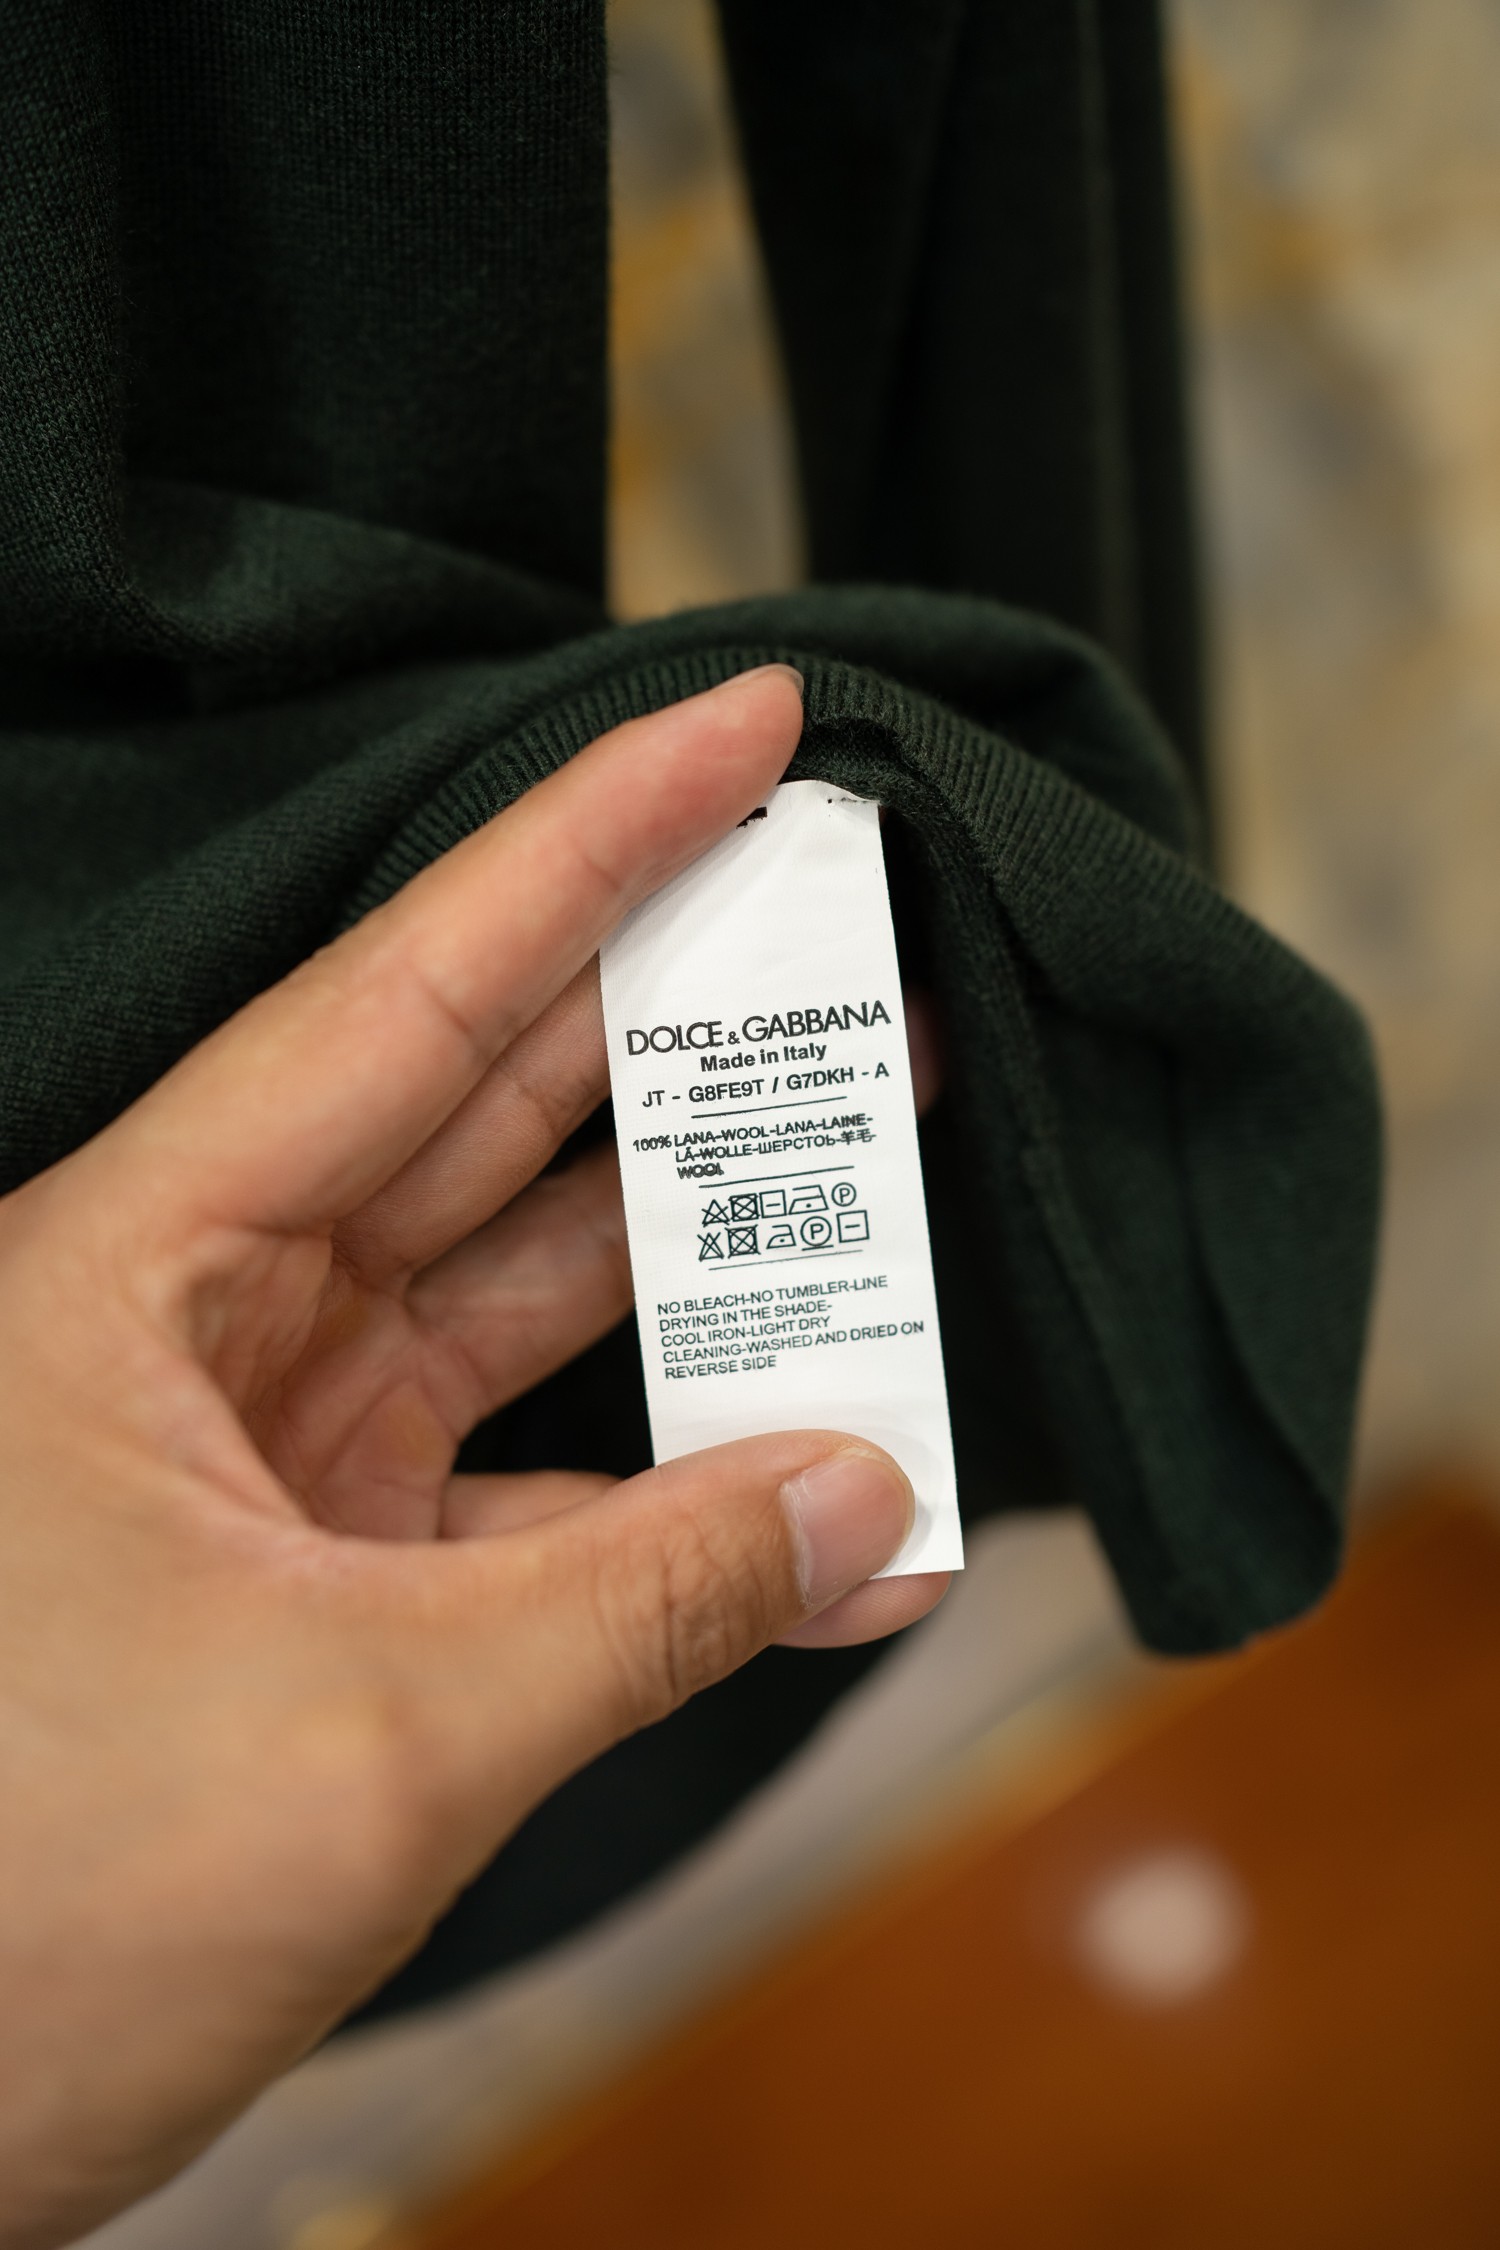 DOLCE & GABBANA
Made in Italy
JT - G8FE9T / G7DKH - A
100% LANA-WOOL-LANA-LAINE-
LÃ-WOLLE-ШЕРСТОЬ-羊毛-
WOOL
P
P
NO BLEACH-NO TUMBLER-LINE
DRYING IN THE SHADE-
COOL IRON-LIGHT DRY
CLEANING-WASHED AND DRIED ON
REVERSE SIDE